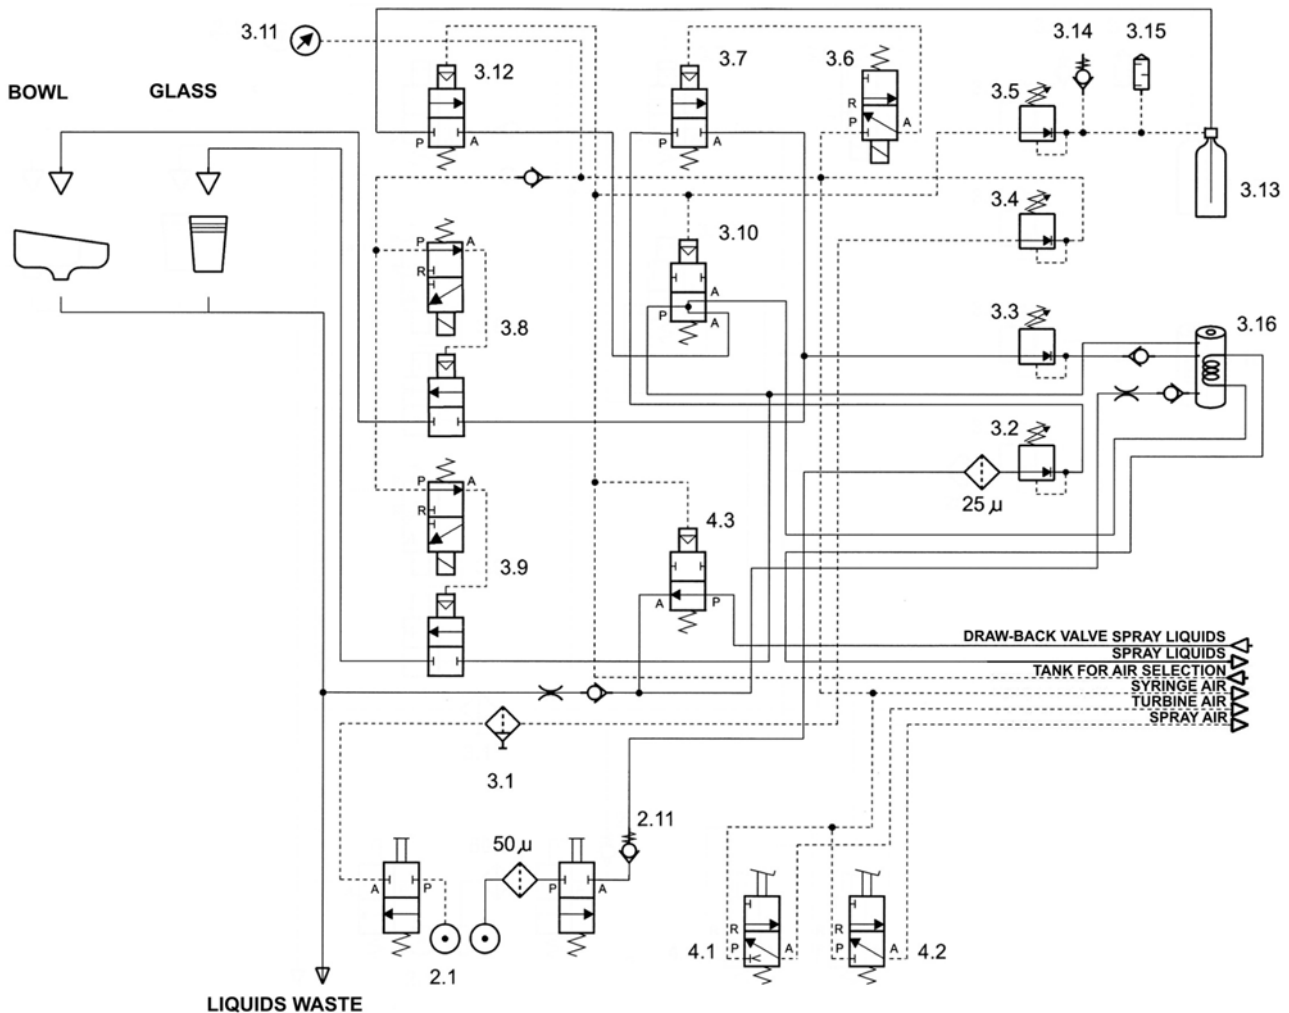 3.11
3.12
3.7
3.6
3.14
3.15
BOWL
GLASS
3.5
R
P
A
P
A
P
A
3.13
3.4
P
A
3.10
R
A
P
A
3.8
3.3
3.16
3.2
P
A
25 µ
R
4.3
3.9
A
P
DRAW-BACK VALVE SPRAY LIQUIDS
SPRAY LIQUIDS
TANK FOR AIR SELECTION
SYRINGE AIR
TURBINE AIR
SPRAY AIR
3.1
2.11
50 µ
A
P
P
A
R
R
4.1
P
A
P
A
4.2
2.1
LIQUIDS WASTE